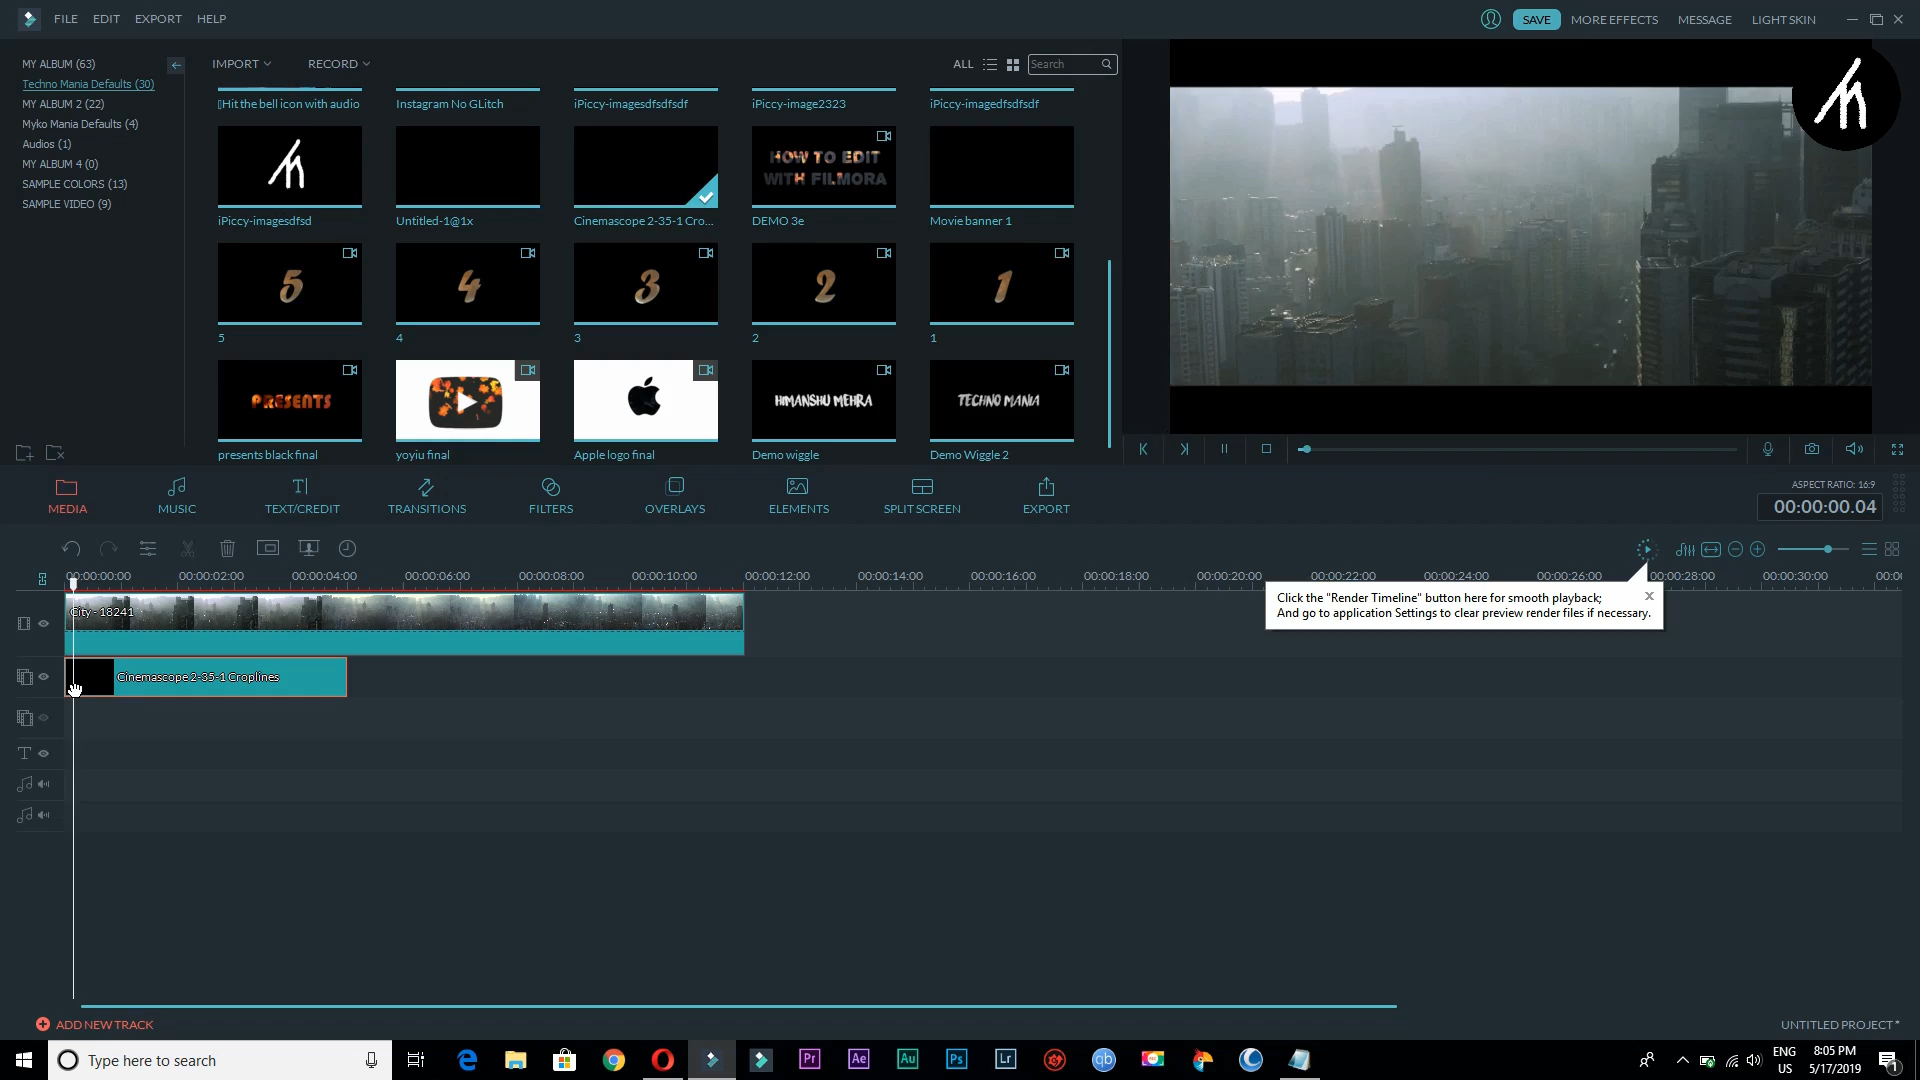 FILE EDIT EXPORT HELP
SAVE MORE EFFECTS MESSAGE LIGHT SKIN
MY ALBUM (63)
Techno Mania Defaults (30)
MY ALBUM 2 (22)
Myko Mania Defaults (4)
Audios (1)
MY ALBUM 4 (0)
SAMPLE COLORS (13)
SAMPLE VIDEO (9)
IMPORT RECORD ALL Search
Hit the bell icon with audio Instagram No GLitch iPiccy-imagesdfsdfsdf iPiccy-image2323 iPiccy-imagedfsdfsdf
HOW TO EDIT
WITH FILMORA
iPiccy-imagesdfsd Untitled-1@1x Cinemascope 2-35-1 Cro... DEMO 3e Movie banner 1
5 4 3 2 1
5 4 3 2 1
PRESENTS HIMANSHU MEHRA TECHNO MANIA
presents black final yoyiu final Apple logo final Demo wiggle Demo Wiggle 2
MEDIA MUSIC TEXT/CREDIT TRANSITIONS FILTERS OVERLAYS ELEMENTS SPLIT SCREEN EXPORT
ASPECT RATIO: 16:9
00:00:00.04
00:00:00:00 00:00:02:00 00:00:04:00 00:00:06:00 00:00:08:00 00:00:10:00 00:00:12:00 00:00:14:00 00:00:16:00 00:00:18:00 00:00:20:00 00:00:22:00 00:00:24:00 00:00:26:00 00:00:28:00 00:00:30:00 00:0
Click the "Render Timeline" button here for smooth playback;
And go to application Settings to clear preview render files if necessary.
City - 18241
Cinemascope 2-35-1 Croplines
ADD NEW TRACK
UNTITLED PROJECT *
Type here to search
Pr Ae Au Ps Lr qb
ENG
US
8:05 PM
5/17/2019
1